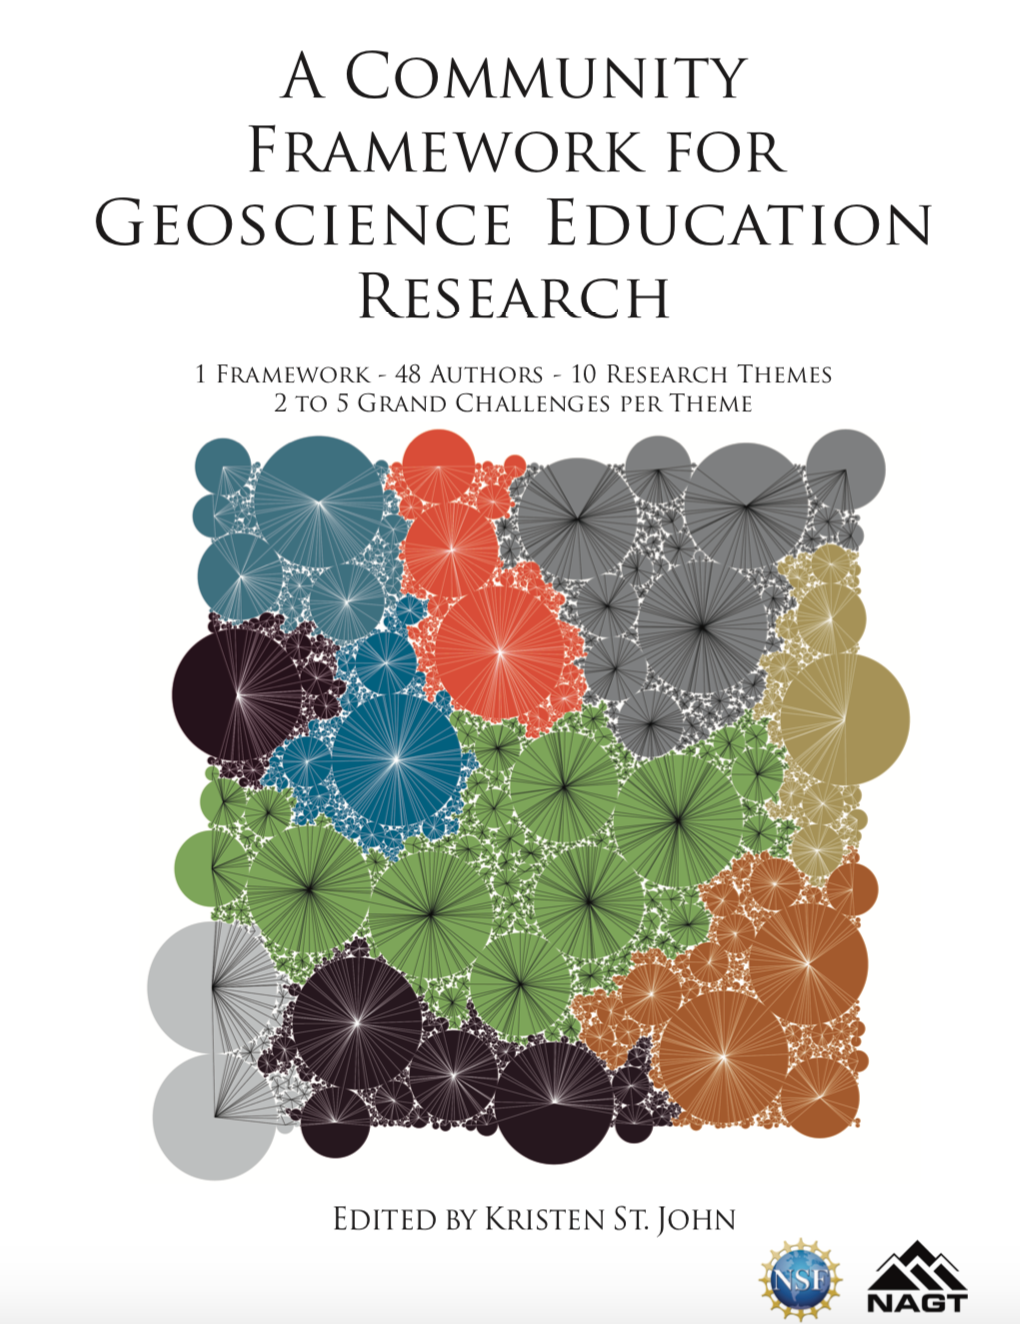 A Community
Framework for
Geoscience Education
Research
1 Framework - 48 Authors - 10 Research Themes
2 to 5 Grand Challenges per Theme
Edited by Kristen St. John
NSF
NAGT